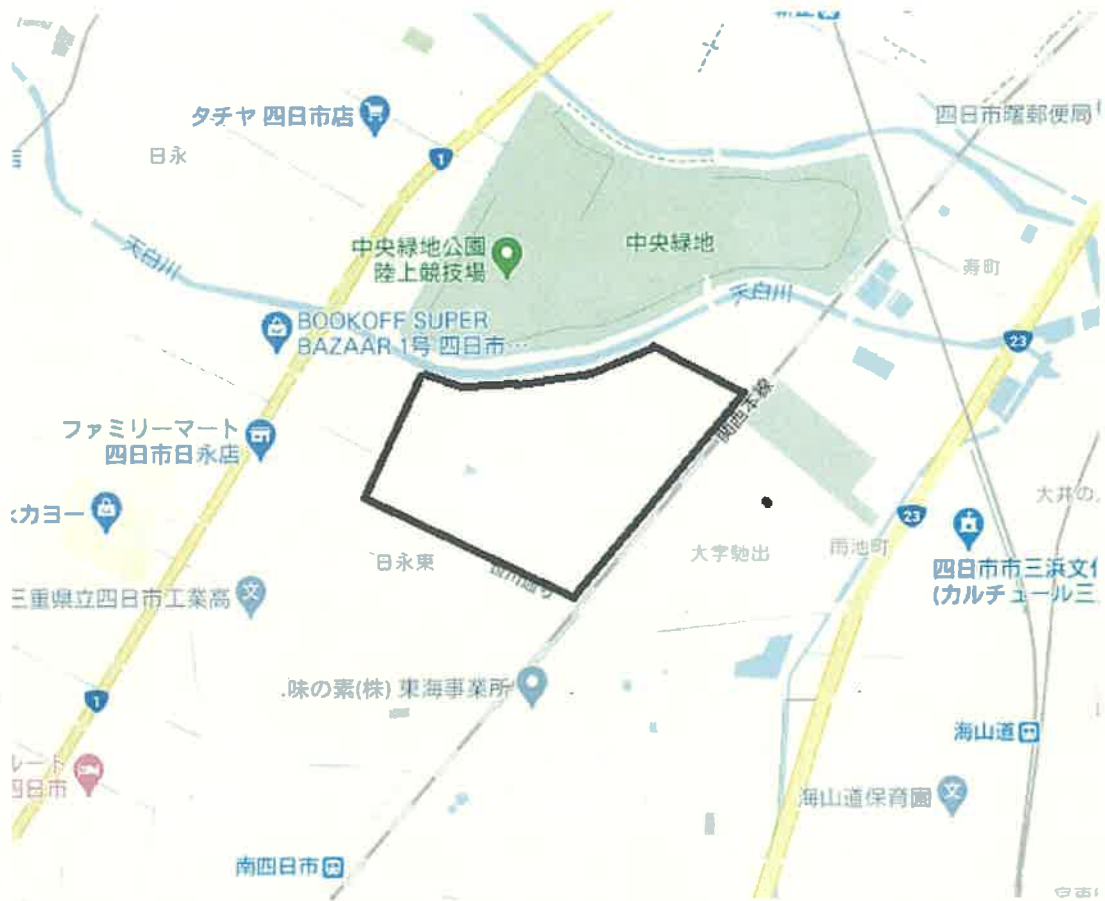 四日市曙郵便局
タチヤ 四日市店
日永
1
中央緑地公園
陸上競技場
中央緑地
天白川
寿町
天白川
BOOKOFF SUPER
BAZAAR 1号 四日市…
23
関西本線
ファミリーマート
四日市日永店
カヨー
大井の
23
日永東
大字馳出
雨池町
四日市市三浜文化
(カルチュール三
三重県立四日市工業高
味の素(株) 東海事業所
1
海山道
ルート
四日市
海山道保育園
南四日市